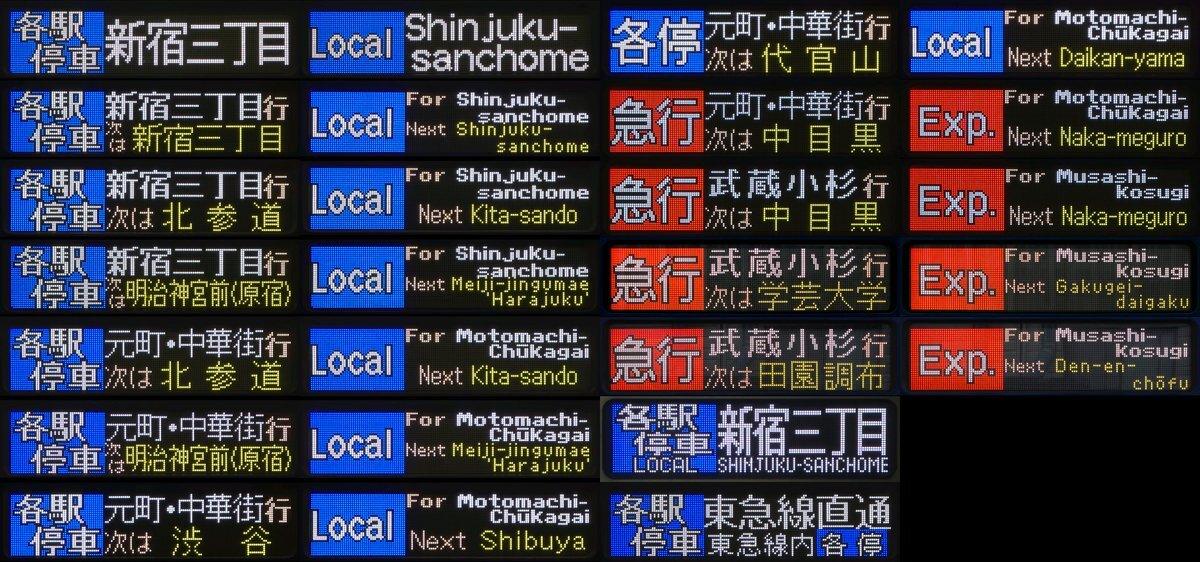 各駅停車 新宿三丁目
Local Shinjuku-sanchome
各停 元町・中華街行 次は 代官山
Local For Motomachi-Chūkagai Next Daikan-yama
各駅停車 新宿三丁目行 次は 新宿三丁目
Local For Shinjuku-sanchome Next Shinjuku-sanchome
急行 元町・中華街行 次は 中目黒
Exp. For Motomachi-Chūkagai Next Naka-meguro
各駅停車 新宿三丁目行 次は 北参道
Local For Shinjuku-sanchome Next Kita-sando
急行 武蔵小杉行 次は 中目黒
Exp. For Musashi-Kosugi Next Naka-meguro
各駅停車 新宿三丁目行 次は 明治神宮前(原宿)
Local For Shinjuku-sanchome Next Meiji-jingumae 'Harajuku'
急行 武蔵小杉行 次は 学芸大学
Exp. For Musashi-Kosugi Next Gakugei-daigaku
各駅停車 元町・中華街行 次は 北参道
Local For Motomachi-Chūkagai Next Kita-sando
急行 武蔵小杉行 次は 田園調布
Exp. For Musashi-Kosugi Next Den-en-chōfu
各駅停車 元町・中華街行 次は 明治神宮前(原宿)
Local For Motomachi-Chūkagai Next Meiji-jingumae 'Harajuku'
各駅停車 LOCAL 新宿三丁目 SHINJUKU-SANCHOME
各駅停車 元町・中華街行 次は 渋谷
Local For Motomachi-Chūkagai Next Shibuya
各駅停車 東急線直通 東急線内 各停